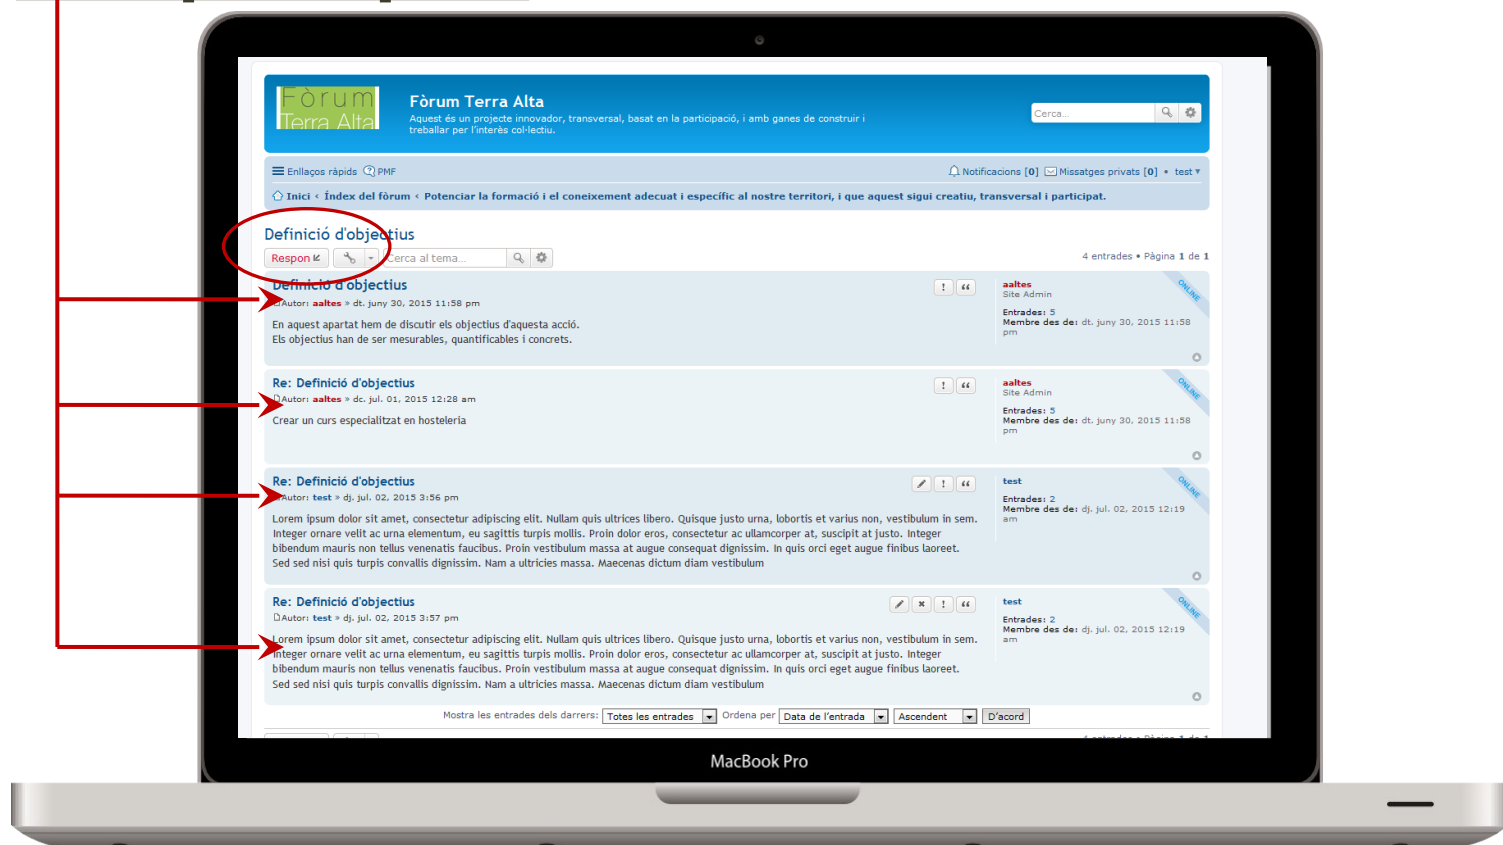 Fòrum
Terra Alta
Fòrum Terra Alta
Aquest és un projecte innovador, transversal, basat en la participació, i amb ganes de construir i
treballar per l'interès col·lectiu.
Cerca...
Enllaços ràpids PMF
Notificacions [0] Missatges privats [0] • test
Inici ‹ Índex del fòrum ‹ Potenciar la formació i el coneixement adecuat i específic al nostre territori, i que aquest sigui creatiu, transversal i participat.
Definició d'objectius
Respon
Cerca al tema...
4 entrades • Pàgina 1 de 1
Definició d'objectius
Autor: aaltes » dt. juny 30, 2015 11:58 pm
En aquest apartat hem de discutir els objectius d'aquesta acció.
Els objectius han de ser mesurables, quantificables i concrets.
! “
aaltes
Site Admin
Entrades: 5
Membre des de: dt. juny 30, 2015 11:58
pm
ONLINE
Re: Definició d'objectius
Autor: aaltes » dc. jul. 01, 2015 12:28 am
Crear un curs especialitzat en hosteleria
! “
aaltes
Site Admin
Entrades: 5
Membre des de: dt. juny 30, 2015 11:58
pm
ONLINE
Re: Definició d'objectius
Autor: test » dj. jul. 02, 2015 3:56 pm
Lorem ipsum dolor sit amet, consectetur adipiscing elit. Nullam quis ultrices libero. Quisque justo urna, lobortis et varius non, vestibulum in sem.
Integer ornare velit ac urna elementum, eu sagittis turpis mollis. Proin dolor eros, consectetur ac ullamcorper at, suscipit at justo. Integer
bibendum mauris non tellus venenatis faucibus. Proin vestibulum massa at augue consequat dignissim. In quis orci eget augue finibus laoreet.
Sed sed nisi quis turpis convallis dignissim. Nam a ultricies massa. Maecenas dictum diam vestibulum
! “
test
Entrades: 2
Membre des de: dj. jul. 02, 2015 12:19
am
ONLINE
Re: Definició d'objectius
Autor: test » dj. jul. 02, 2015 3:57 pm
Lorem ipsum dolor sit amet, consectetur adipiscing elit. Nullam quis ultrices libero. Quisque justo urna, lobortis et varius non, vestibulum in sem.
Integer ornare velit ac urna elementum, eu sagittis turpis mollis. Proin dolor eros, consectetur ac ullamcorper at, suscipit at justo. Integer
bibendum mauris non tellus venenatis faucibus. Proin vestibulum massa at augue consequat dignissim. In quis orci eget augue finibus laoreet.
Sed sed nisi quis turpis convallis dignissim. Nam a ultricies massa. Maecenas dictum diam vestibulum
! “
test
Entrades: 2
Membre des de: dj. jul. 02, 2015 12:19
am
ONLINE
Mostra les entrades dels darrers: Totes les entrades Ordena per Data de l'entrada Ascendent D'acord
4 entrades • Pàgina 1 de 1
MacBook Pro